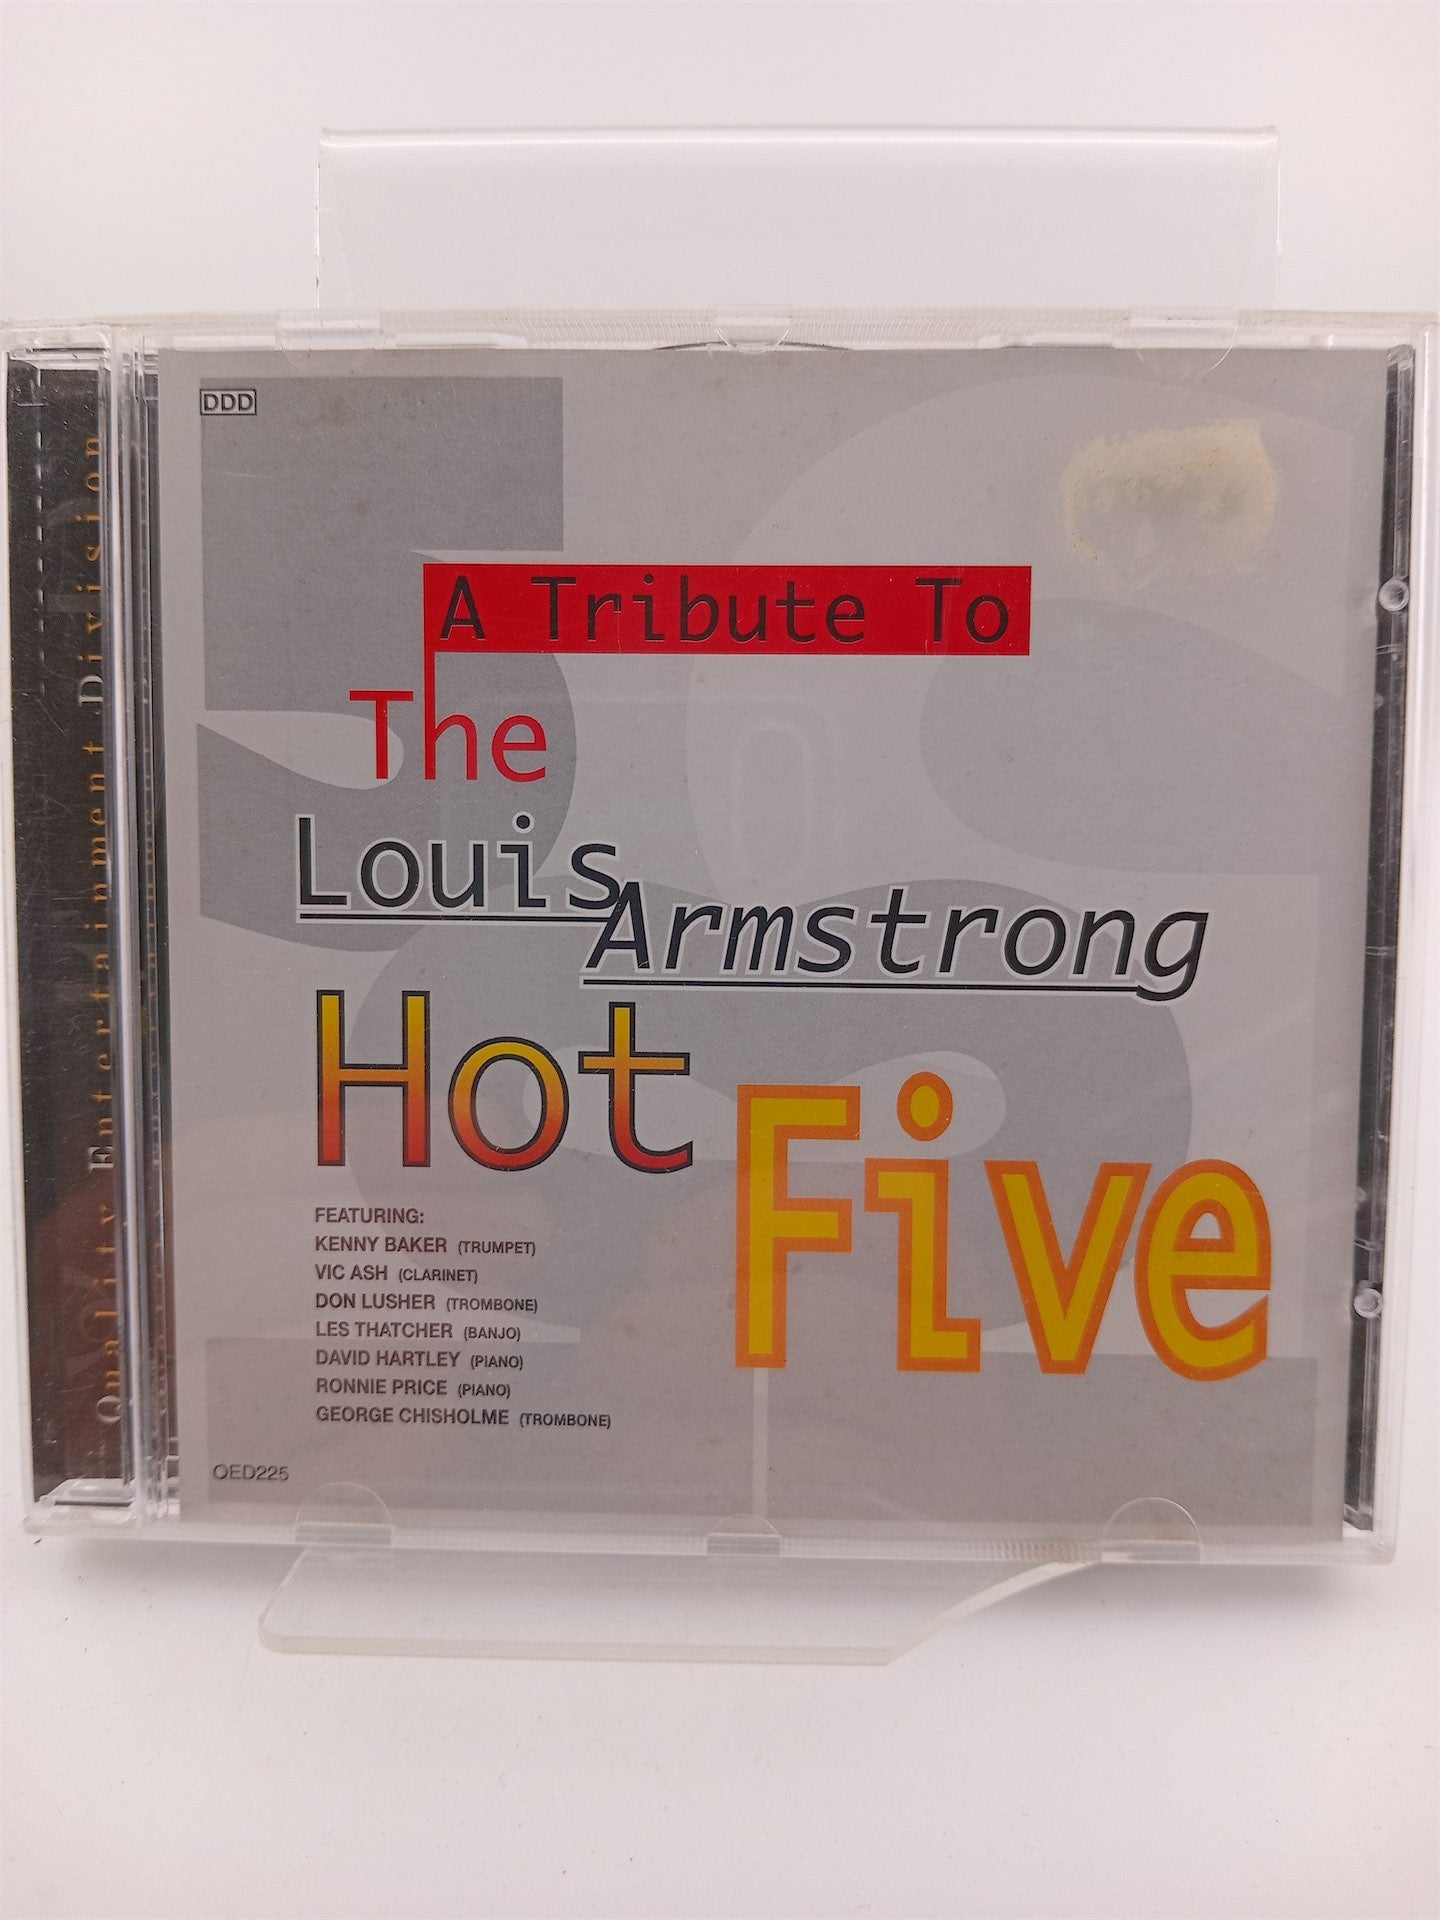 DDD
A Tribute To
The
Louis
Armstrong
Hot
Five
FEATURING:
KENNY BAKER (TRUMPET)
VIC ASH (CLARINET)
DON LUSHER (TROMBONE)
LES THATCHER (BANJO)
DAVID HARTLEY (PIANO)
RONNIE PRICE (PIANO)
GEORGE CHISHOLME (TROMBONE)
OED225
Quality Entertainment Division